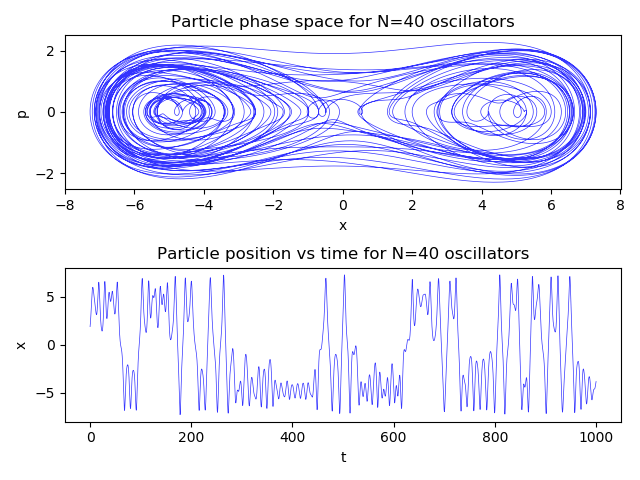 Particle phase space for N=40 oscillators
2
0
−2
p
−8 −6 −4 −2 0 2 4 6 8
x
Particle position vs time for N=40 oscillators
5
0
−5
x
0 200 400 600 800 1000
t